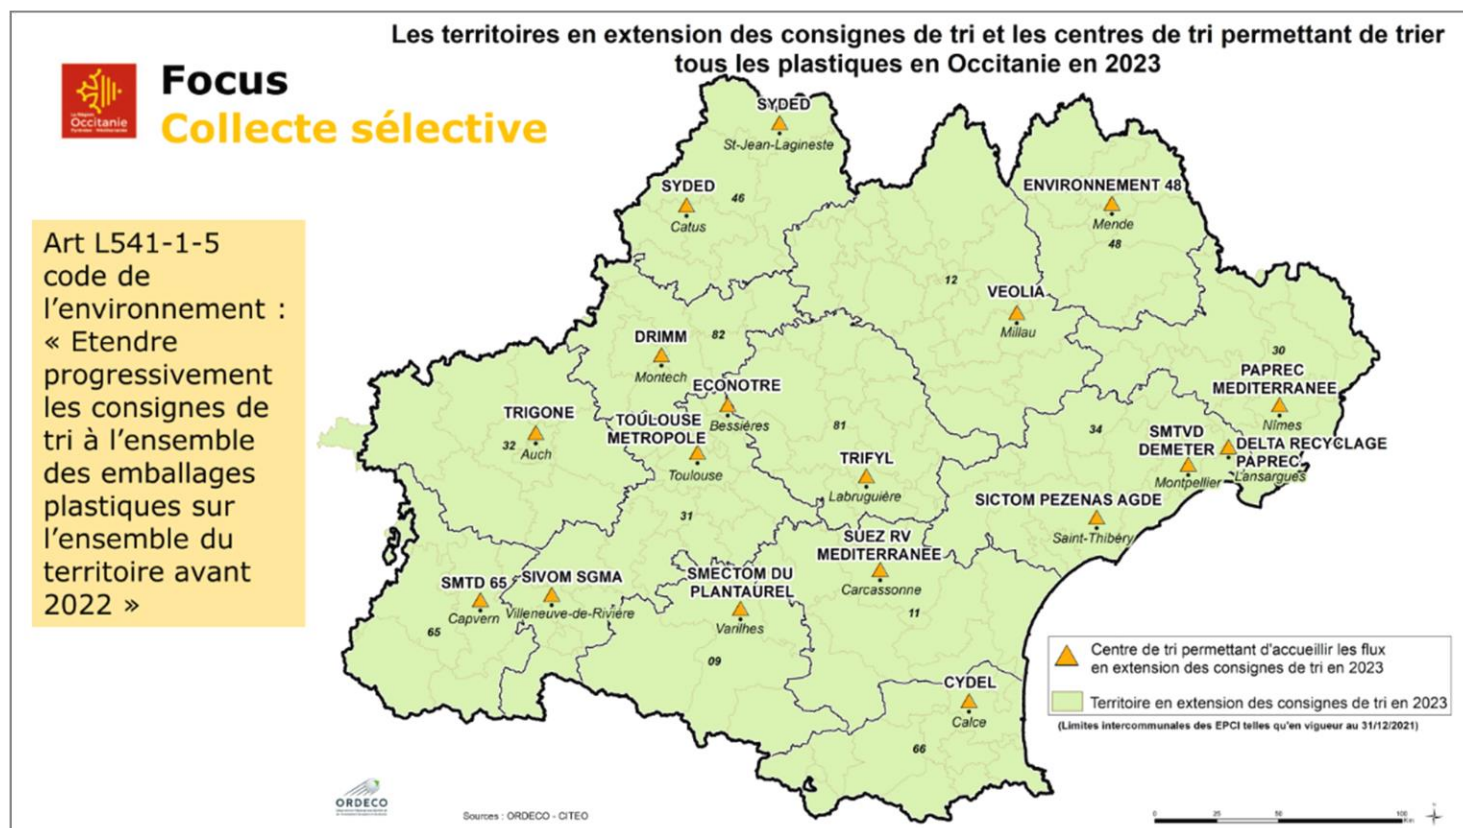 Les territoires en extension des consignes de tri et les centres de tri permettant de trier
tous les plastiques en Occitanie en 2023
Occitanie
Focus
Collecte sélective
Art L541-1-5
code de
l'environnement :
« Etendre
progressivement
les consignes de
tri à l'ensemble
des emballages
plastiques sur
l'ensemble du
territoire avant
2022 »
SYDED
St-Jean-Lagineste
SYDED
46
Catus
ENVIRONNEMENT 48
Mende
48
12
VEOLIA
Millau
DRIMM
82
Montech
30
PAPREC
MEDITERRANEE
Nîmes
ECONOTRE
Bessières
TRIGONE
32
Auch
TOULOUSE
METROPOLE
Toulouse
81
34
SMTVD
DEMETER
Montpellier
DELTA RECYCLAGE
PAPREC
Lansargues
TRIFYL
Labruguière
SICTOM PEZENAS AGDE
Saint-Thibéry
31
SUEZ RV
MEDITERRANEE
Carcassonne
SMTD 65
Capvern
65
SIVOM SGMA
Villeneuve-de-Rivière
SMECTOM DU
PLANTAUREL
Varilhes
11
09
CYDEL
Calce
66
Centre de tri permettant d'accueillir les flux
en extension des consignes de tri en 2023
Territoire en extension des consignes de tri en 2023
(Limites intercommunales des EPCI telles qu'en vigueur au 31/12/2021)
ORDECO
Sources : ORDECO - CITEO
0 25 50 100
Km